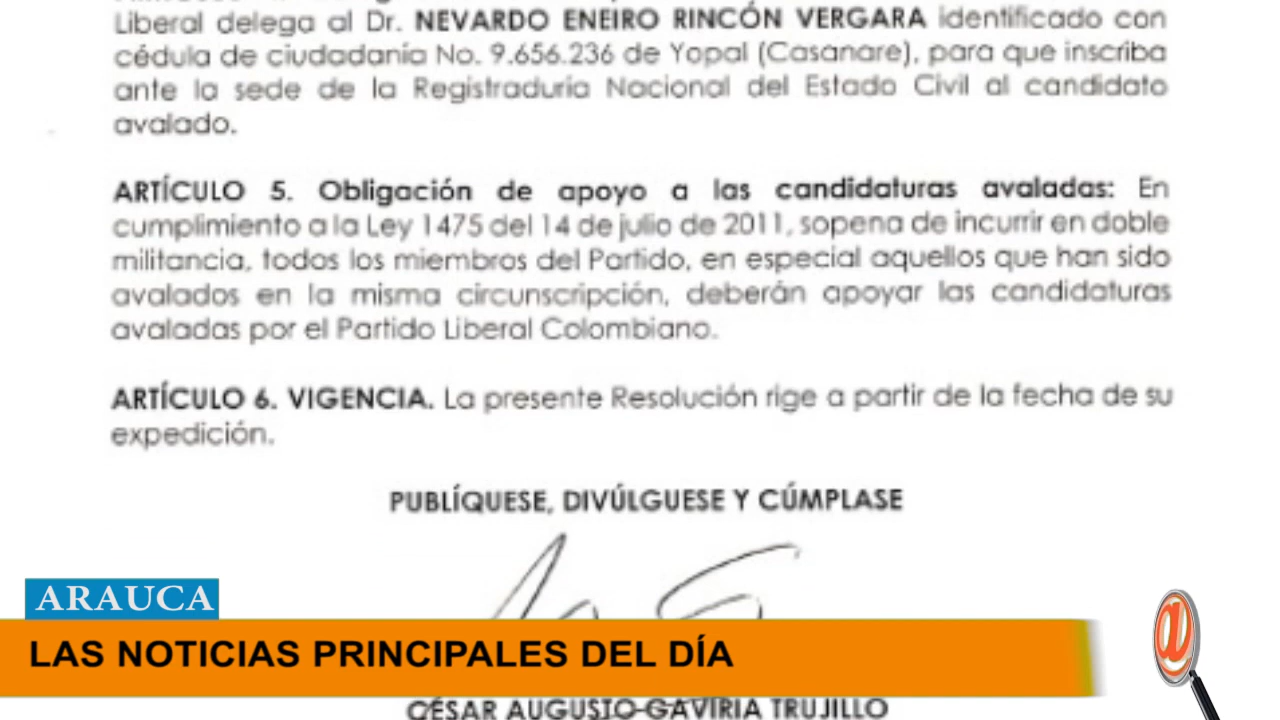 Liberal delega al Dr. NEVARDO ENEIRO RINCÓN VERGARA identificado con
cédula de ciudadanía No. 9.656.236 de Yopal (Casanare), para que inscriba
ante la sede de la Registraduría Nacional del Estado Civil al candidato
avalado.
ARTÍCULO 5. Obligación de apoyo a las candidaturas avaladas: En
cumplimiento a la Ley 1475 del 14 de julio de 2011, sopena de incurrir en doble
militancia, todos los miembros del Partido, en especial aquellos que han sido
avalados en la misma circunscripción, deberán apoyar las candidaturas
avaladas por el Partido Liberal Colombiano.
ARTÍCULO 6. VIGENCIA. La presente Resolución rige a partir de la fecha de su
expedición.
PUBLÍQUESE, DIVÚLGUESE Y CÚMPLASE
ARAUCA
LAS NOTICIAS PRINCIPALES DEL DÍA
@
CÉSAR AUGUSTO GAVIRIA TRUJILLO